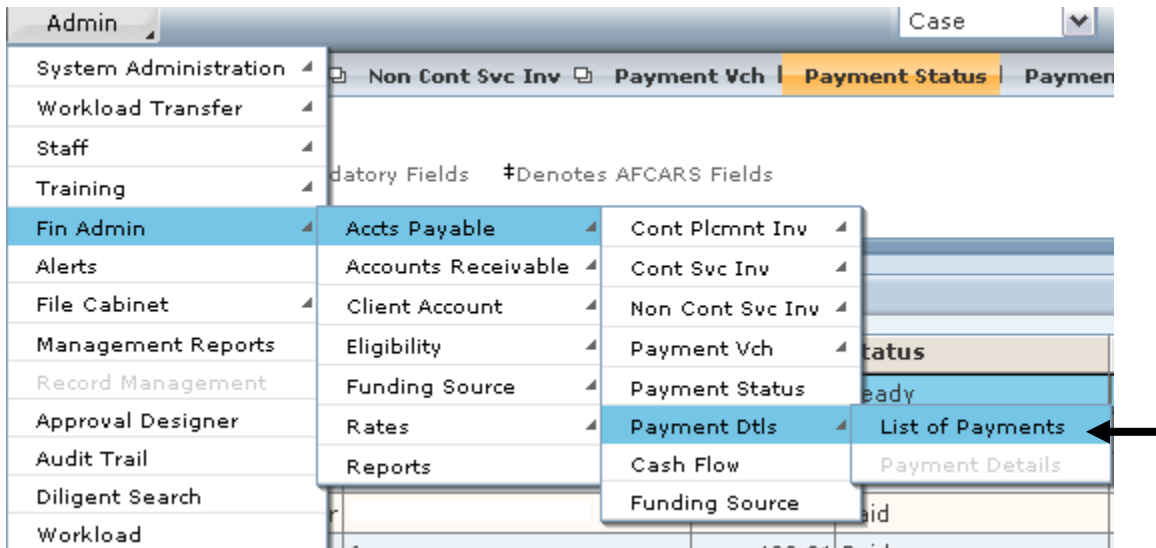 Admin
Case
System Administration
Workload Transfer
Staff
Training
Fin Admin
Alerts
File Cabinet
Management Reports
Record Management
Approval Designer
Audit Trail
Diligent Search
Workload
Non Cont Svc Inv
Payment Vch
Payment Status
Paymen
datory Fields ‡Denotes AFCARS Fields
Accts Payable
Accounts Receivable
Client Account
Eligibility
Funding Source
Rates
Reports
Cont Plcmnt Inv
Cont Svc Inv
Non Cont Svc Inv
Payment Vch
Payment Status
Payment Dtls
Cash Flow
Funding Source
tatus
eady
List of Payments
Payment Details
aid